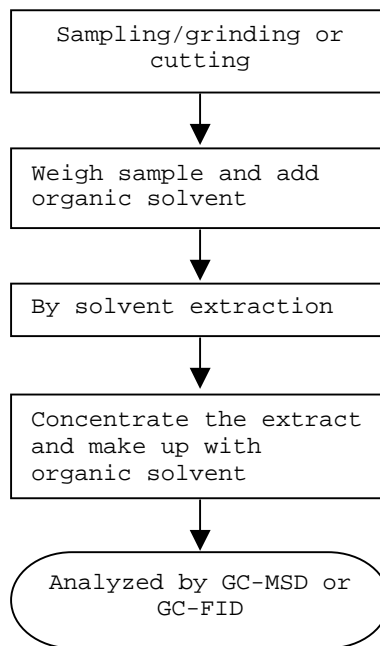 Sampling/grinding or
cutting
Weigh sample and add
organic solvent
By solvent extraction
Concentrate the extract
and make up with
organic solvent
Analyzed by GC-MSD or
GC-FID